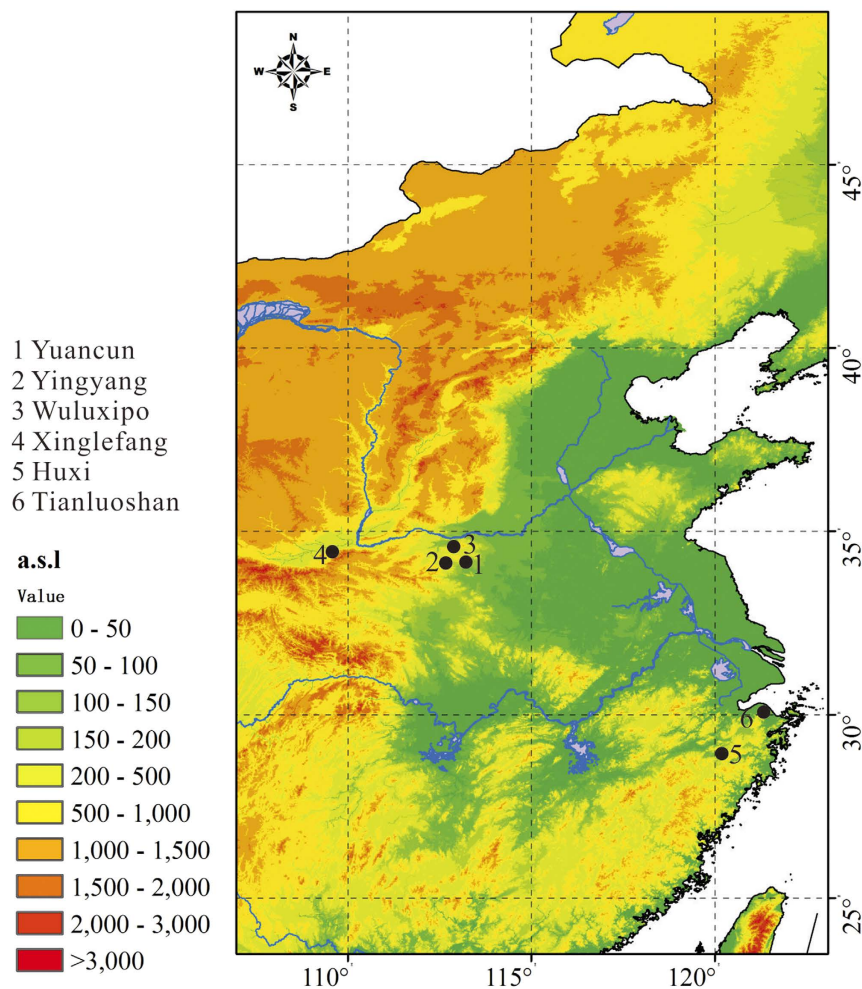 N
W E
S
45°
1 Yuancun
2 Yingyang
3 Wuluxipo
4 Xinglefang
5 Huxi
6 Tianluoshan
40°
a.s.l
Value
0 - 50
50 - 100
100 - 150
150 - 200
200 - 500
500 - 1,000
1,000 - 1,500
1,500 - 2,000
2,000 - 3,000
>3,000
35°
4
3
2
1
30°
6
5
25°
110° 115° 120°